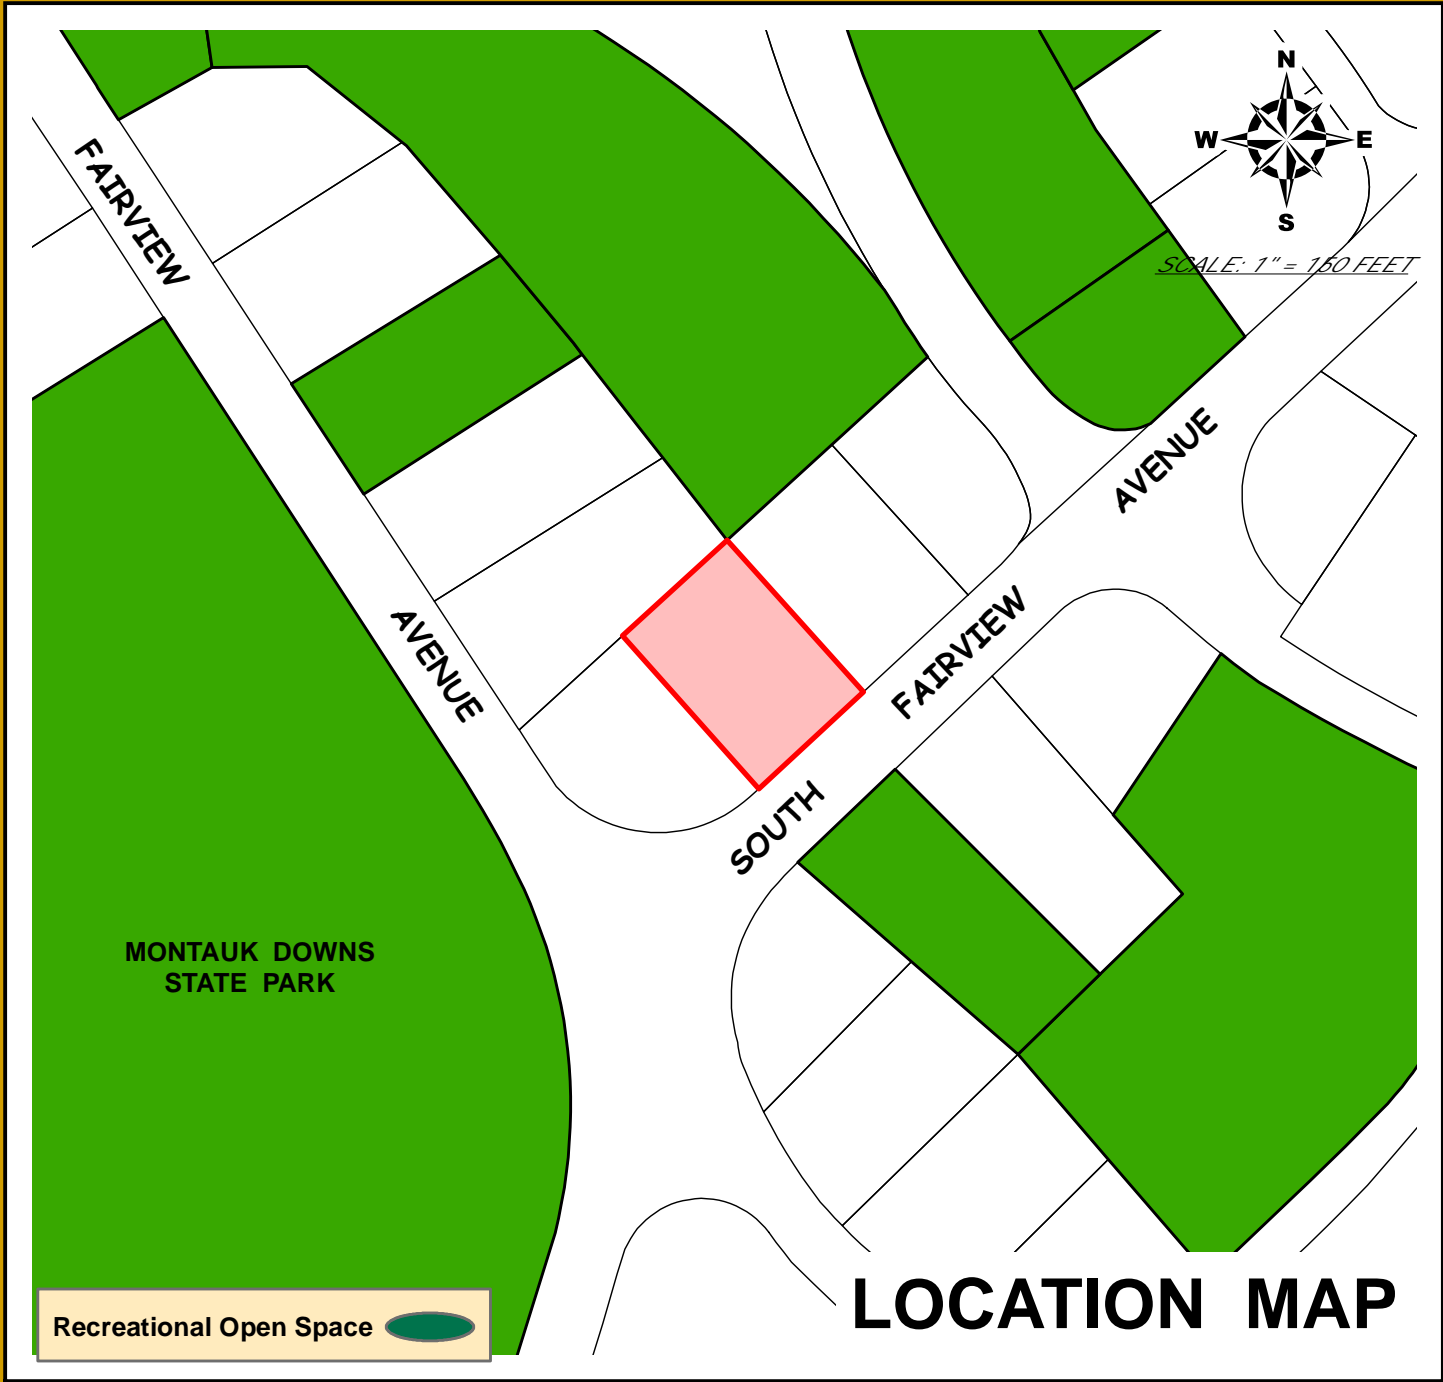 N
W
E
S
SCALE: 1" = 150 FEET
FAIRVIEW
AVENUE
AVENUE
FAIRVIEW
SOUTH
MONTAUK DOWNS
STATE PARK
Recreational Open Space
LOCATION MAP